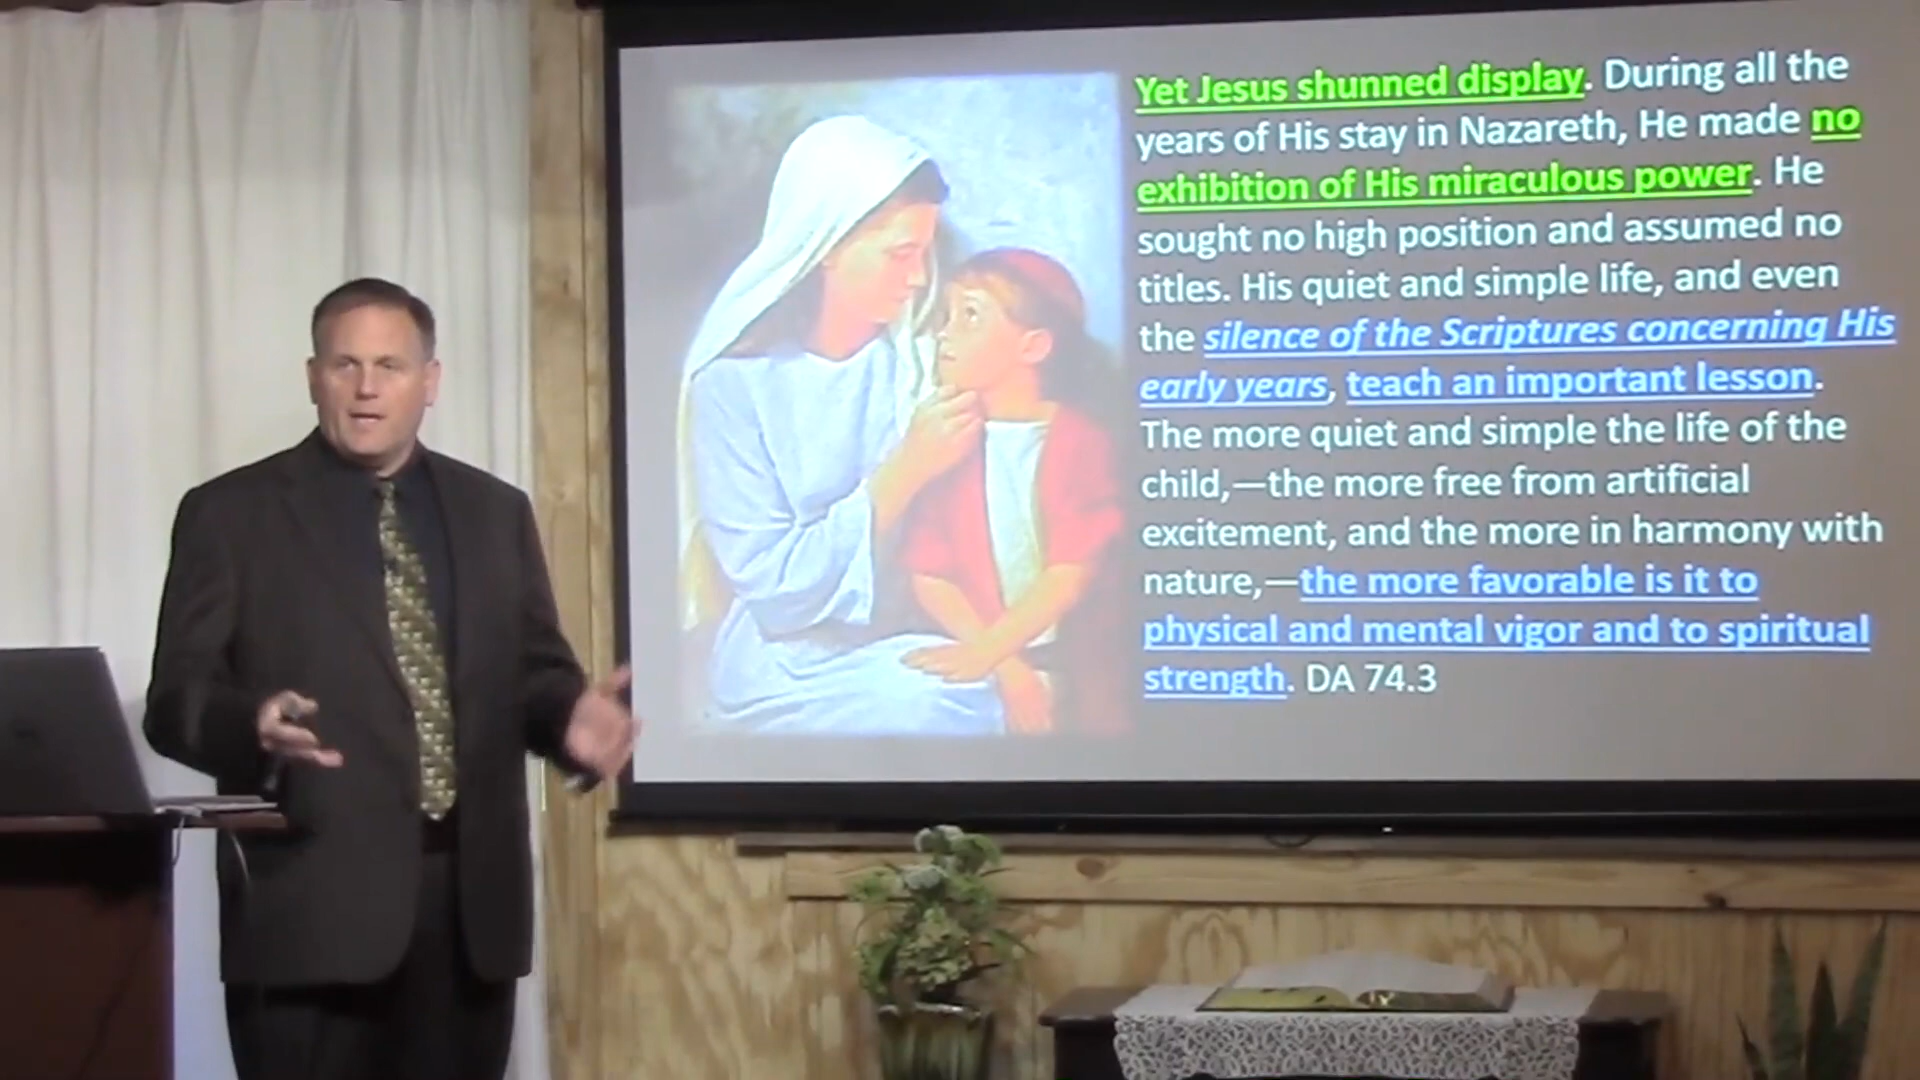 Yet Jesus shunned display. During all the
years of His stay in Nazareth, He made no
exhibition of His miraculous power. He
sought no high position and assumed no
titles. His quiet and simple life, and even
the silence of the Scriptures concerning His
early years, teach an important lesson.
The more quiet and simple the life of the
child,—the more free from artificial
excitement, and the more in harmony with
nature,—the more favorable is it to
physical and mental vigor and to spiritual
strength. DA 74.3